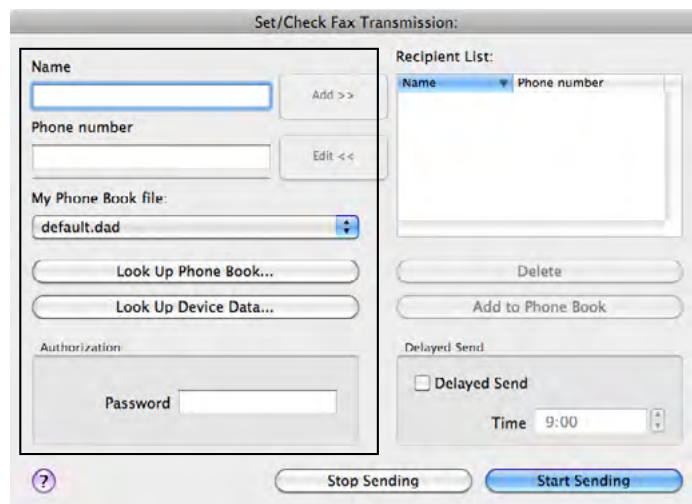 Set/Check Fax Transmission:
Name
Add >>
Phone number
Edit <<
My Phone Book file:
default.dad
Look Up Phone Book...
Look Up Device Data...
Authorization
Password
Recipient List:
Name Phone number
Delete
Add to Phone Book
Delayed Send
Delayed Send
Time 9:00
?
Stop Sending
Start Sending